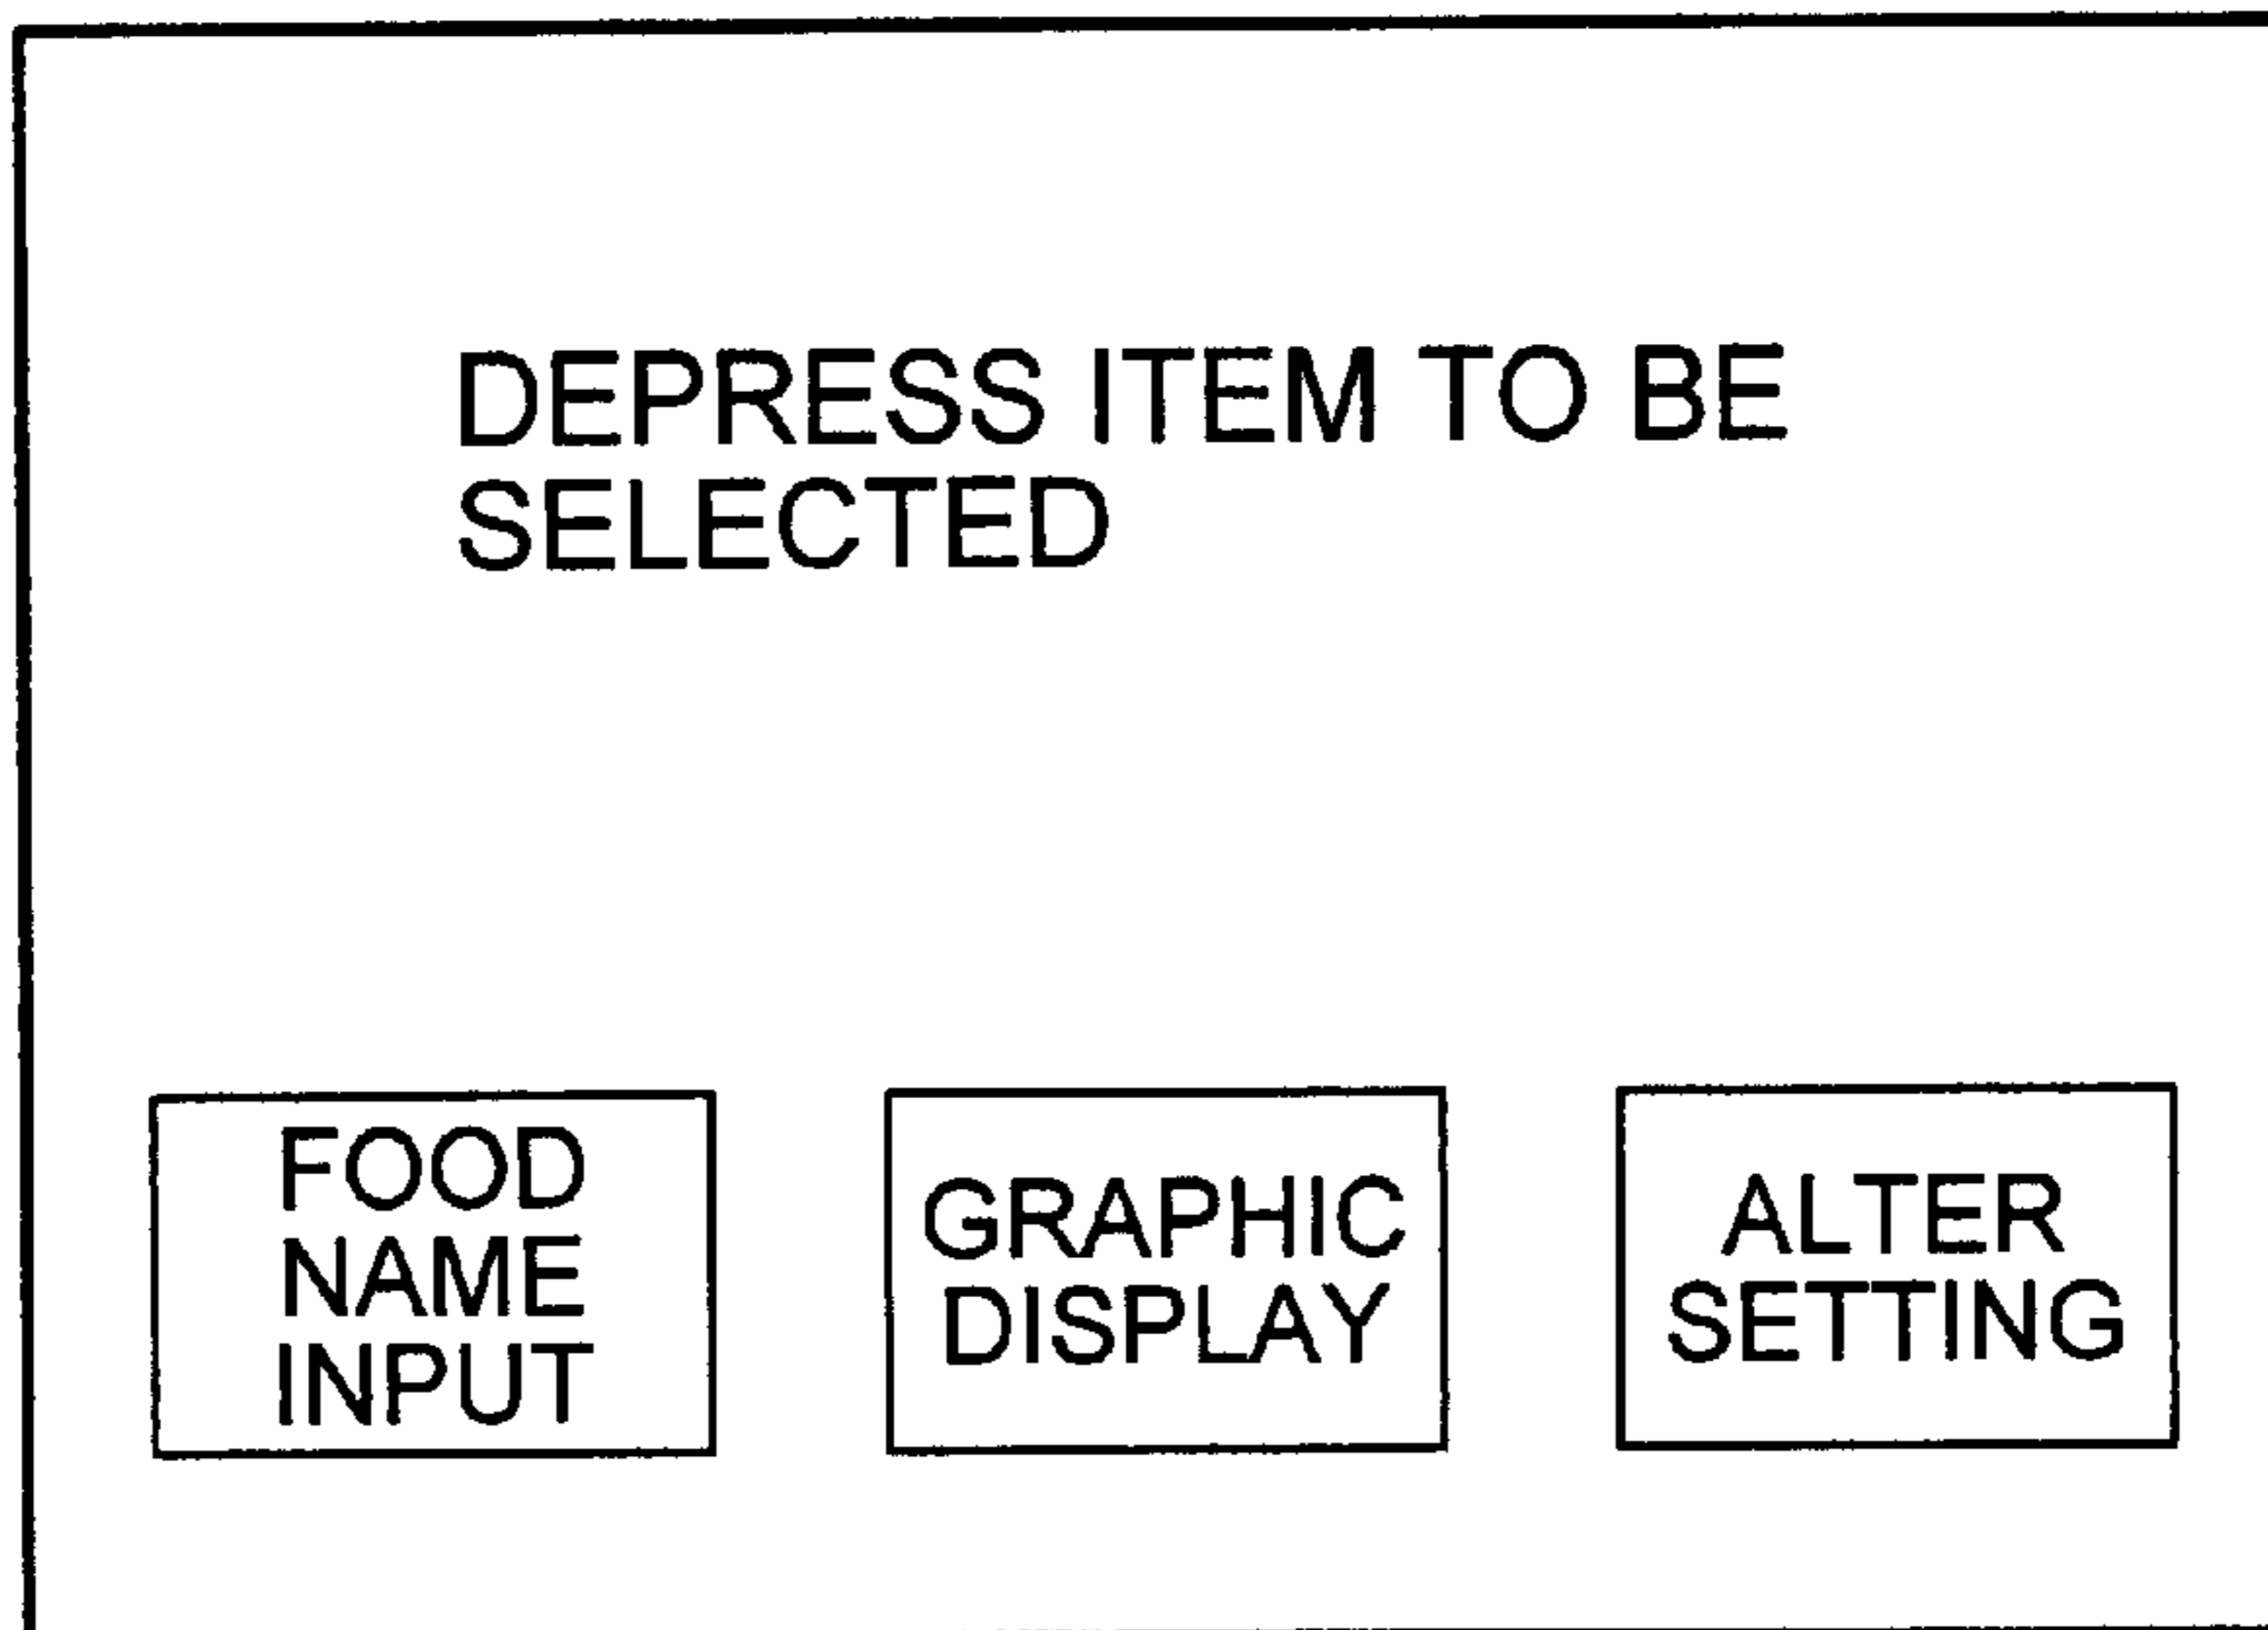 DEPRESS ITEM TO BE
SELECTED
FOOD
NAME
INPUT
GRAPHIC
DISPLAY
ALTER
SETTING